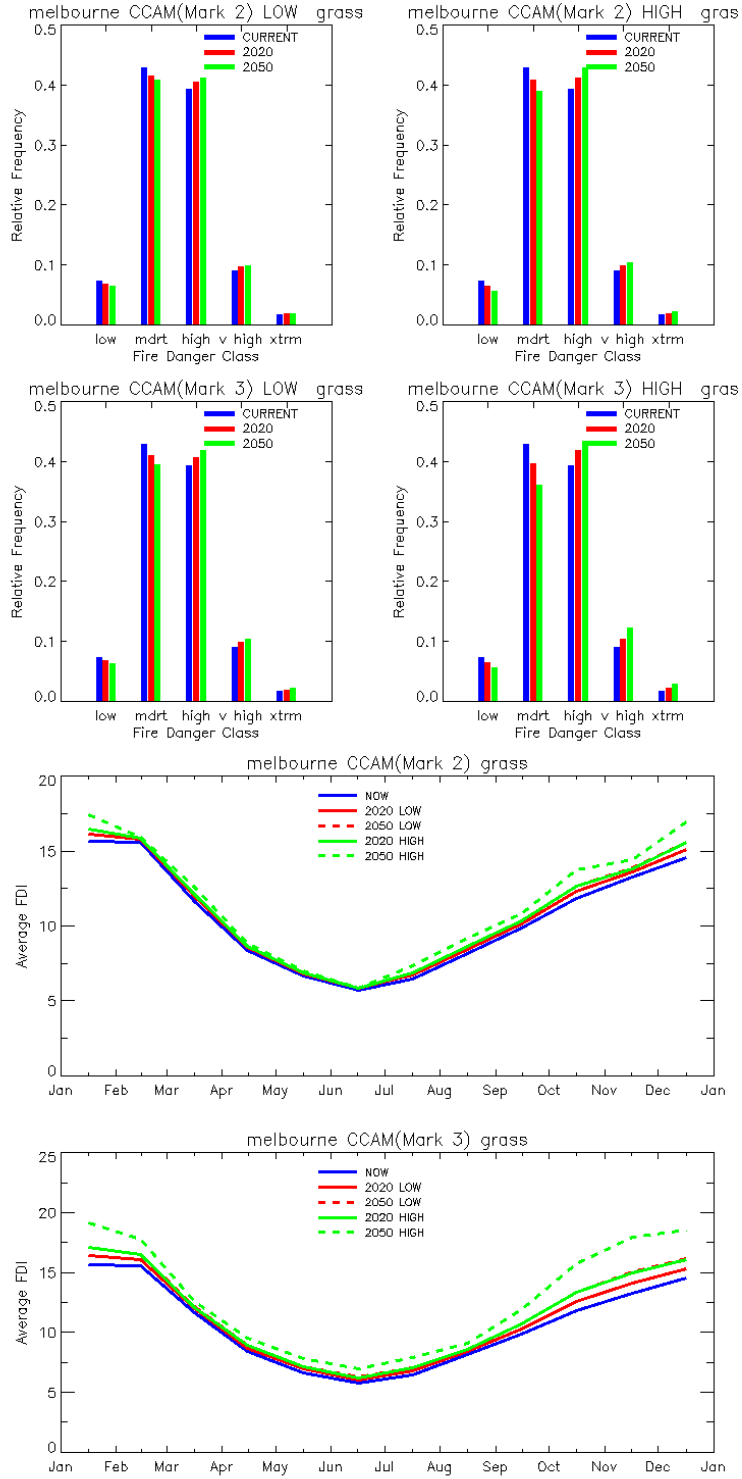 melbourne CCAM(Mark 2) LOW grass
melbourne CCAM(Mark 2) HIGH grass
0.5
0.4
0.3
0.2
0.1
0.0
Relative Frequency
CURRENT
2020
2050
low mdrt high v high xtrm
Fire Danger Class
0.5
0.4
0.3
0.2
0.1
0.0
Relative Frequency
CURRENT
2020
2050
low mdrt high v high xtrm
Fire Danger Class
melbourne CCAM(Mark 3) LOW grass
melbourne CCAM(Mark 3) HIGH gras
0.5
0.4
0.3
0.2
0.1
0.0
Relative Frequency
CURRENT
2020
2050
low mdrt high v high xtrm
Fire Danger Class
0.5
0.4
0.3
0.2
0.1
0.0
Relative Frequency
CURRENT
2020
2050
low mdrt high v high xtrm
Fire Danger Class
melbourne CCAM(Mark 2) grass
20
15
10
5
0
Average FDI
NOW
2020 LOW
2050 LOW
2020 HIGH
2050 HIGH
Jan Feb Mar Apr May Jun Jul Aug Sep Oct Nov Dec Jan
melbourne CCAM(Mark 3) grass
25
20
15
10
5
0
Average FDI
NOW
2020 LOW
2050 LOW
2020 HIGH
2050 HIGH
Jan Feb Mar Apr May Jun Jul Aug Sep Oct Nov Dec Jan